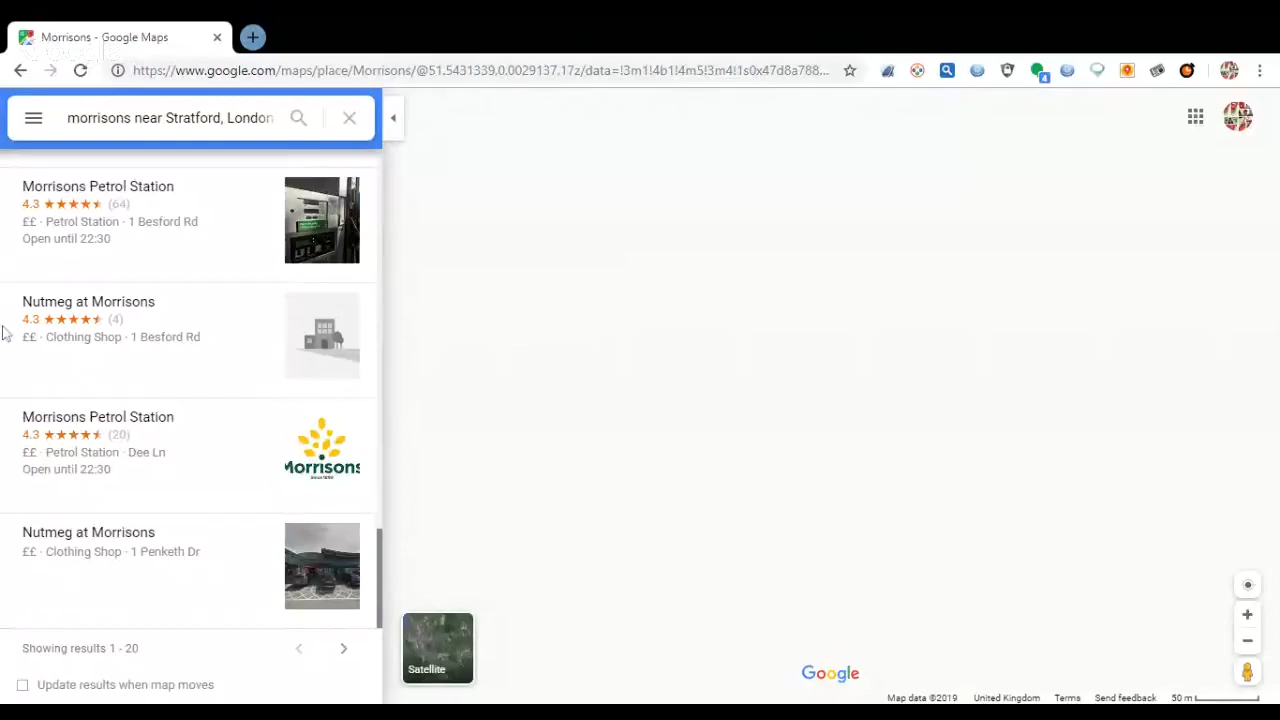 Morrisons - Google Maps
https://www.google.com/maps/place/Morrisons/@51.5431339,0.0029137,17z/data=!3m1!4b1!4m5!3m4!1s0x47d8a788...
4
morrisons near Stratford, London
Morrisons Petrol Station
4.3 ★★★★★ (64)
££ · Petrol Station · 1 Besford Rd
Open until 22:30
Nutmeg at Morrisons
4.3 ★★★★★ (4)
££ · Clothing Shop · 1 Besford Rd
Morrisons Petrol Station
4.3 ★★★★★ (20)
££ · Petrol Station · Dee Ln
Open until 22:30
Morrisons
Nutmeg at Morrisons
££ · Clothing Shop · 1 Penketh Dr
Showing results 1 - 20
Update results when map moves
Satellite
Google
Map data ©2019 United Kingdom Terms Send feedback 50 m